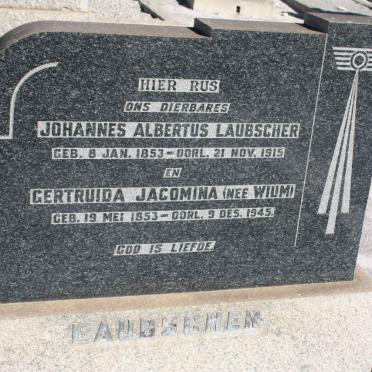 HIER RUS
ONS DIERBARES
JOHANNES ALBERTUS LAUBSCHER
GEB. 8 JAN. 1853-OORL. 21 NOV. 1915
EN
GERTRUIDA JACOMINA (NEE WIUM)
GEB. 19 MEI 1853-OORL. 9 DES. 1945.
GOD IS LIEFDE
LAUBSCHER